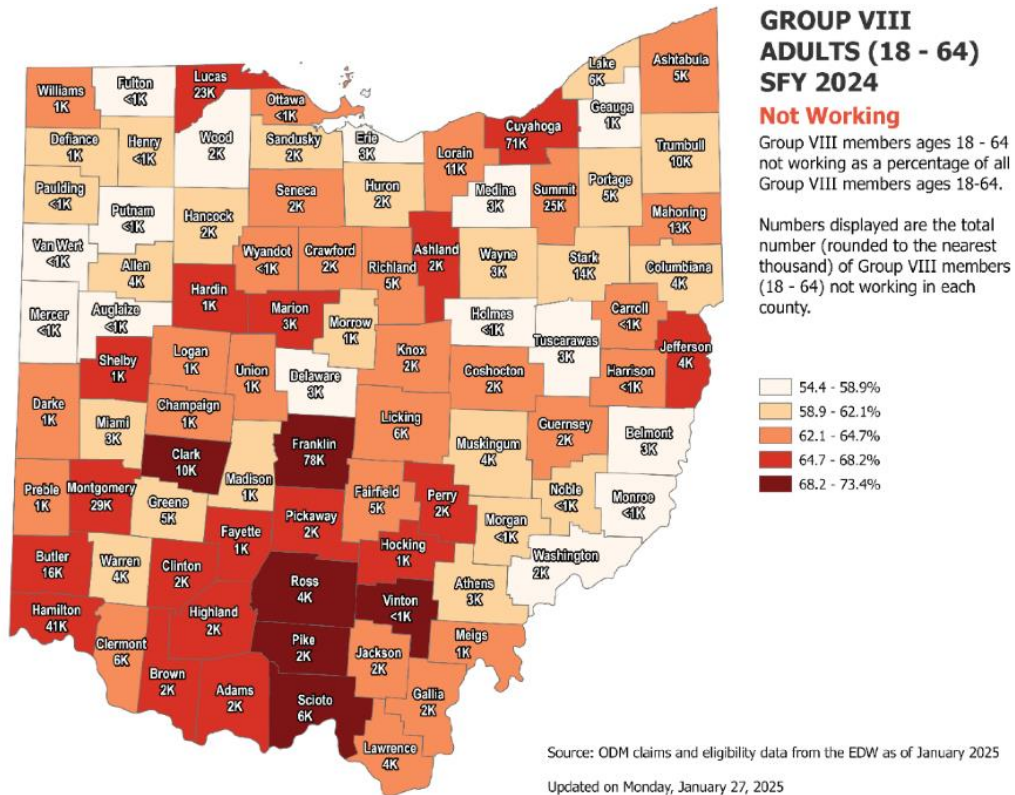 GROUP VIII
ADULTS (18 - 64)
SFY 2024
Not Working
Group VIII members ages 18 - 64
not working as a percentage of all
Group VIII members ages 18-64.
Numbers displayed are the total
number (rounded to the nearest
thousand) of Group VIII members
(18 - 64) not working in each
county.
54.4 - 58.9%
58.9 - 62.1%
62.1 - 64.7%
64.7 - 68.2%
68.2 - 73.4%
Williams
1K
Fulton
<1K
Lucas
23K
Ottawa
<1K
Lake
6K
Ashtabula
5K
Geauga
1K
Defiance
1K
Henry
<1K
Wood
2K
Sandusky
2K
Erie
3K
Lorain
11K
Cuyahoga
71K
Trumbull
10K
Paulding
<1K
Putnam
<1K
Hancock
2K
Seneca
2K
Huron
2K
Medina
3K
Summit
25K
Portage
5K
Mahoning
13K
Van Wert
<1K
Allen
4K
Wyandot
<1K
Crawford
2K
Richland
5K
Ashland
2K
Wayne
3K
Stark
14K
Columbiana
4K
Mercer
<1K
Auglaize
<1K
Hardin
1K
Marion
3K
Morrow
1K
Holmes
<1K
Tuscarawas
3K
Carroll
<1K
Jefferson
4K
Shelby
1K
Logan
1K
Union
1K
Delaware
3K
Knox
2K
Coshocton
2K
Harrison
<1K
Darke
1K
Miami
3K
Champaign
1K
Clark
10K
Madison
1K
Franklin
78K
Licking
6K
Muskingum
4K
Guernsey
2K
Belmont
3K
Preble
1K
Montgomery
29K
Greene
5K
Fayette
1K
Pickaway
2K
Fairfield
5K
Perry
2K
Morgan
<1K
Noble
<1K
Monroe
<1K
Butler
16K
Warren
4K
Clinton
2K
Ross
4K
Hocking
1K
Athens
3K
Washington
2K
Hamilton
41K
Clermont
6K
Highland
2K
Pike
2K
Vinton
<1K
Jackson
2K
Meigs
1K
Brown
2K
Adams
2K
Scioto
6K
Gallia
2K
Lawrence
4K
Source: ODM claims and eligibility data from the EDW as of January 2025
Updated on Monday, January 27, 2025